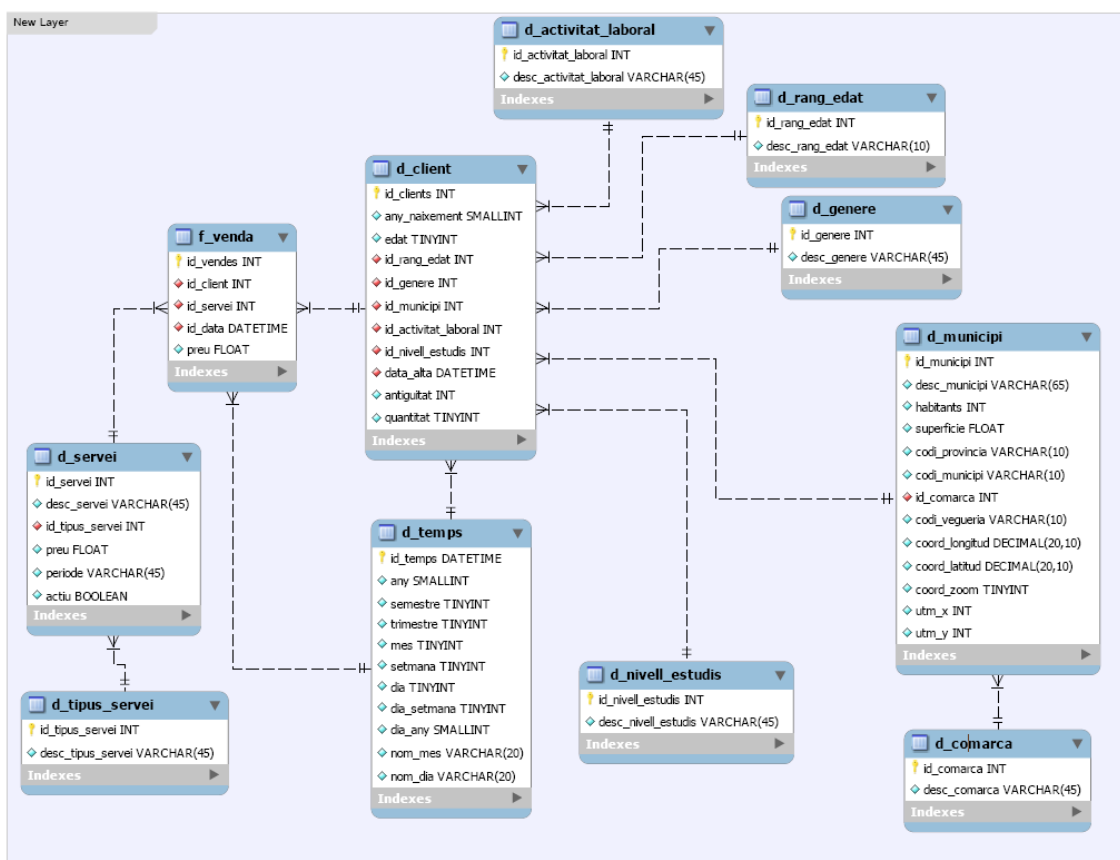 New Layer
d_activitat_laboral
id_activitat_laboral INT
desc_activitat_laboral VARCHAR(45)
Indexes
d_rang_edat
id_rang_edat INT
desc_rang_edat VARCHAR(10)
Indexes
d_client
id_clients INT
any_naixement SMALLINT
edat TINYINT
id_rang_edat INT
id_genere INT
id_municipi INT
id_activitat_laboral INT
id_nivell_estudis INT
data_alta DATETIME
antiguitat INT
quantitat TINYINT
Indexes
d_genere
id_genere INT
desc_genere VARCHAR(45)
Indexes
f_venda
id_vendes INT
id_client INT
id_servei INT
id_data DATETIME
preu FLOAT
Indexes
d_municipi
id_municipi INT
desc_municipi VARCHAR(65)
habitants INT
superficie FLOAT
codi_provincia VARCHAR(10)
codi_municipi VARCHAR(10)
id_comarca INT
codi_vegueria VARCHAR(10)
coord_longitud DECIMAL(20,10)
coord_latitud DECIMAL(20,10)
coord_zoom TINYINT
utm_x INT
utm_y INT
Indexes
d_servei
id_servei INT
desc_servei VARCHAR(45)
id_tipus_servei INT
preu FLOAT
periode VARCHAR(45)
actiu BOOLEAN
Indexes
d_temps
id_temps DATETIME
any SMALLINT
semestre TINYINT
trimestre TINYINT
mes TINYINT
setmana TINYINT
dia TINYINT
dia_setmana TINYINT
dia_any SMALLINT
nom_mes VARCHAR(20)
nom_dia VARCHAR(20)
Indexes
d_nivell_estudis
id_nivell_estudis INT
desc_nivell_estudis VARCHAR(45)
Indexes
d_tipus_servei
id_tipus_servei INT
desc_tipus_servei VARCHAR(45)
Indexes
d_comarca
id_comarca INT
desc_comarca VARCHAR(45)
Indexes